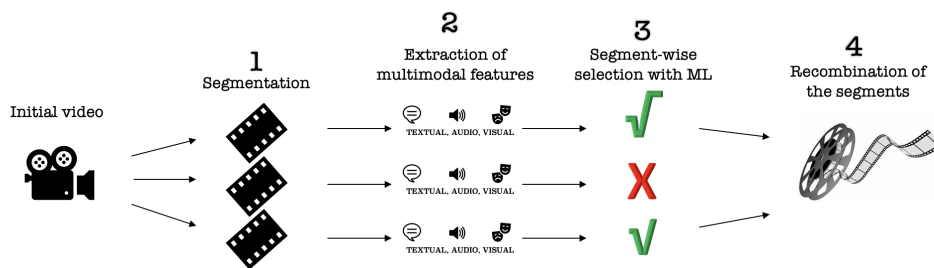 Initial video
1
Segmentation
2
Extraction of
multimodal features
TEXTUAL, AUDIO, VISUAL
TEXTUAL, AUDIO, VISUAL
TEXTUAL, AUDIO, VISUAL
3
Segment-wise
selection with ML
X
4
Recombination of
the segments